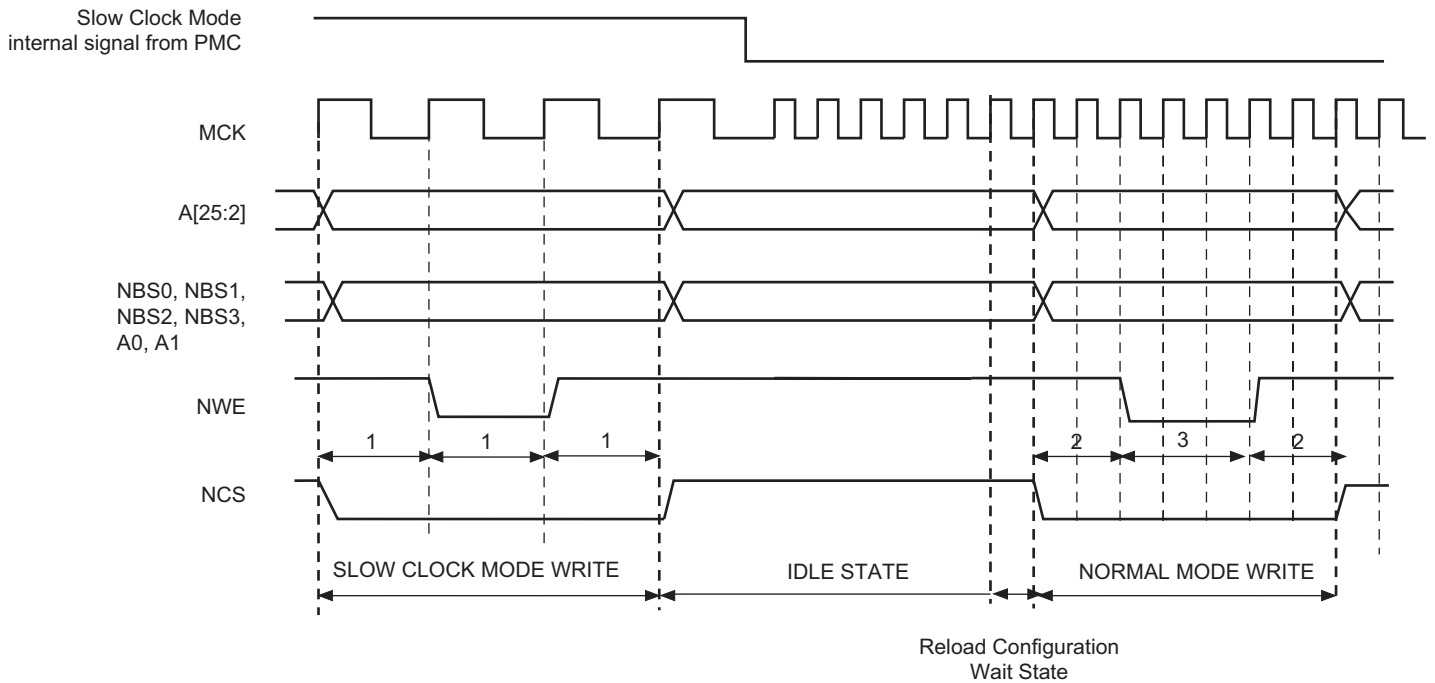 Slow Clock Mode
internal signal from PMC
MCK
A[25:2]
NBS0, NBS1,
NBS2, NBS3,
A0, A1
NWE
1 1 1 2 3 2
NCS
SLOW CLOCK MODE WRITE IDLE STATE NORMAL MODE WRITE
Reload Configuration
Wait State